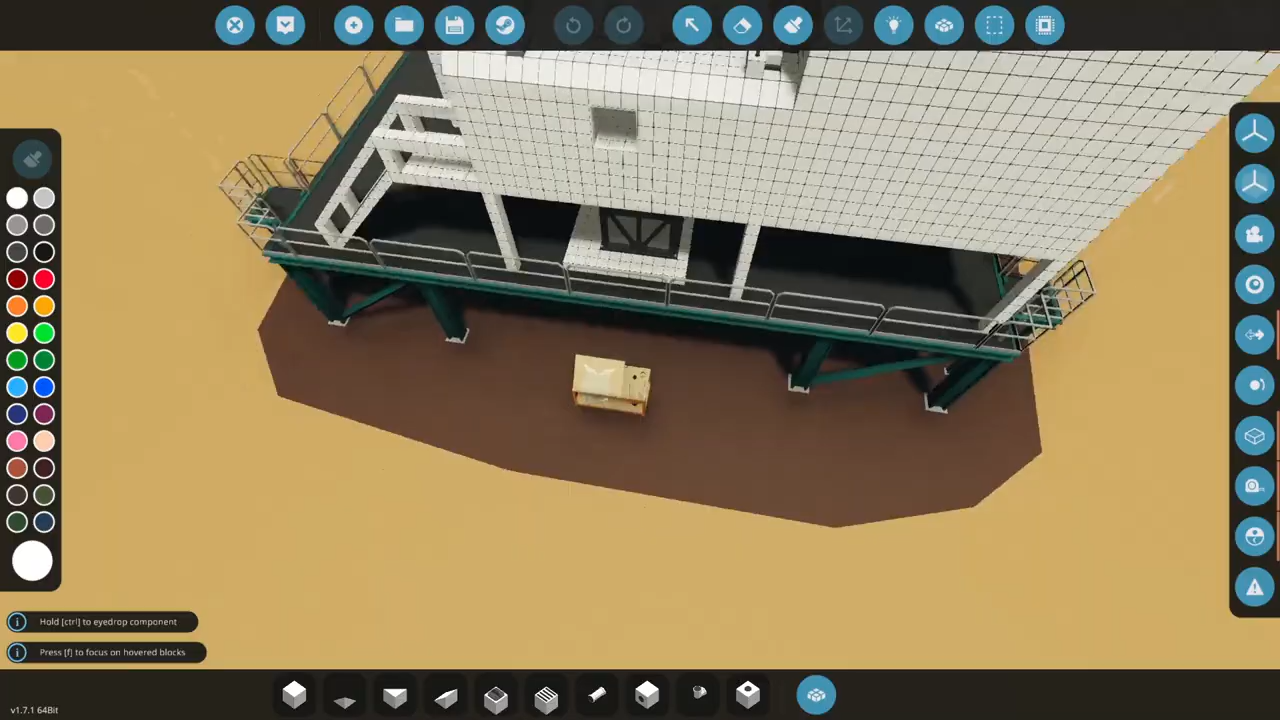 Hold [ctrl] to eyedrop component
Press [f] to focus on hovered blocks
v1.7.1 64Bit